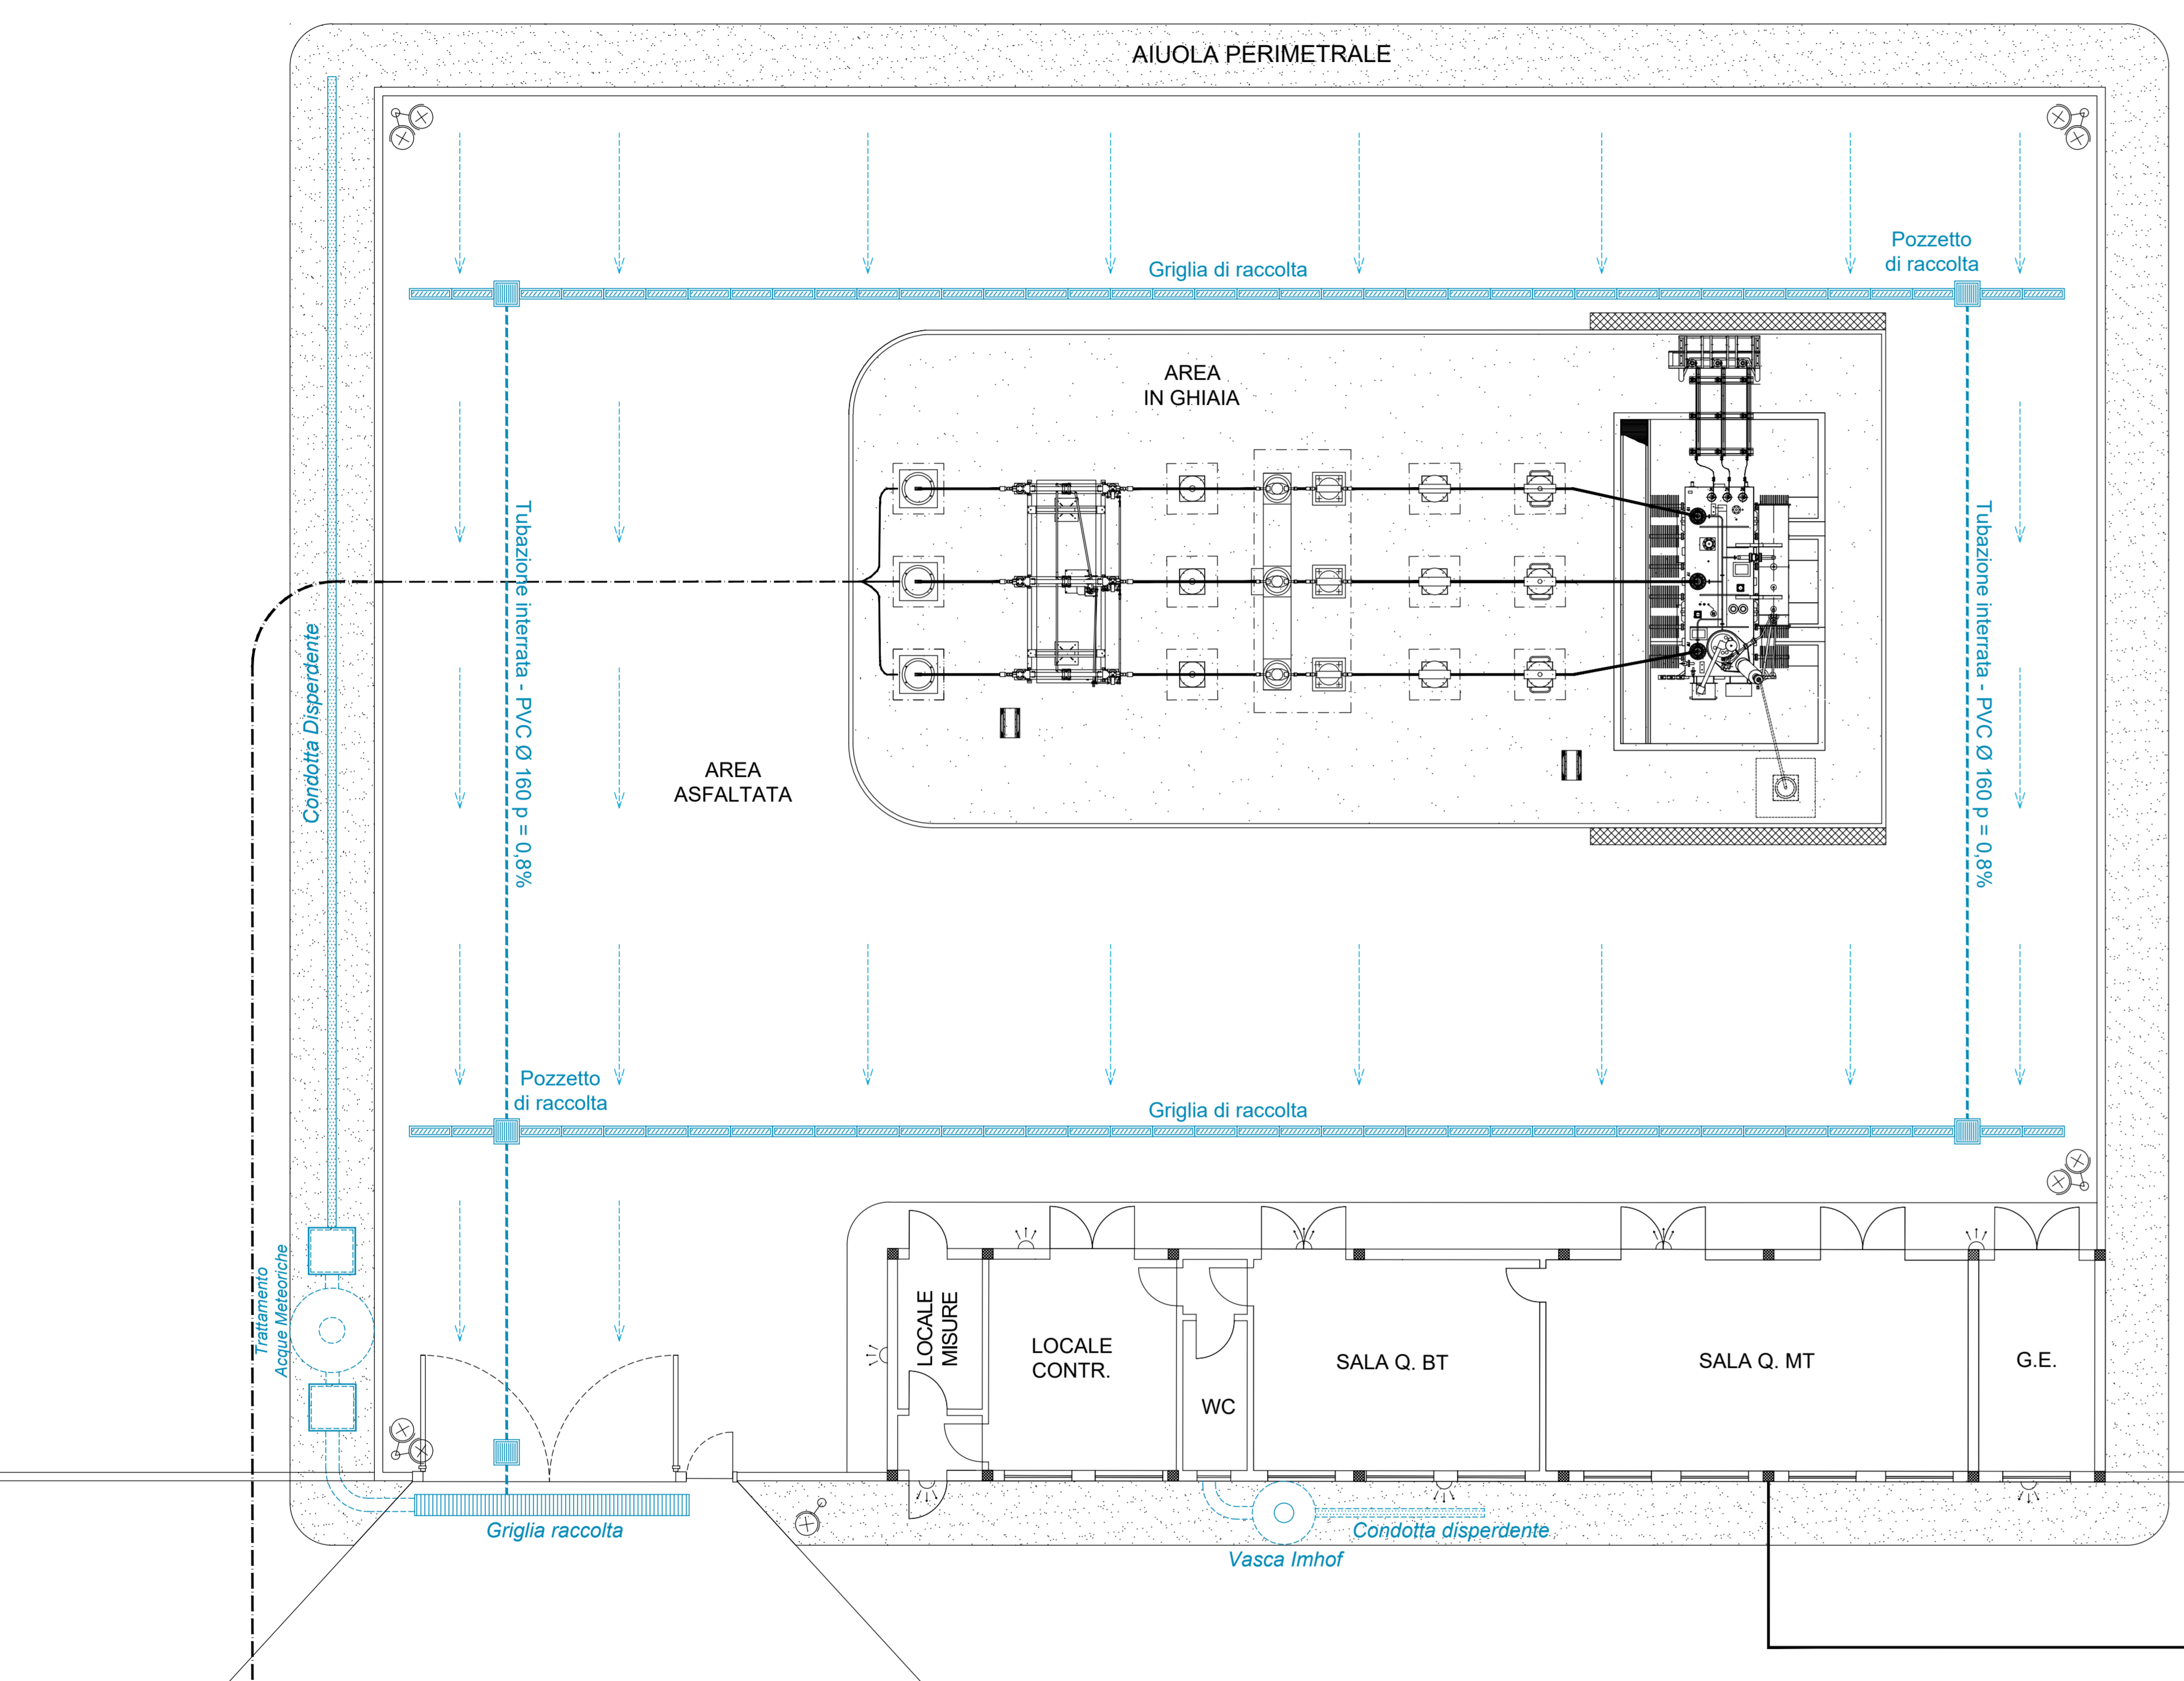 AIUOLA PERIMETRALE
Pozzetto
di raccolta
Griglia di raccolta
AREA
IN GHIAIA
Tubazione interrata - PVC Ø 160 p = 0,8%
Tubazione interrata - PVC Ø 160 p = 0,8%
Condotta Disperdente
AREA
ASFALTATA
Pozzetto
di raccolta
Griglia di raccolta
Trattamento
Acque Meteoriche
LOCALE
MISURE
LOCALE
CONTR.
WC
SALA Q. BT
SALA Q. MT
G.E.
Griglia raccolta
Condotta disperdente
Vasca Imhof